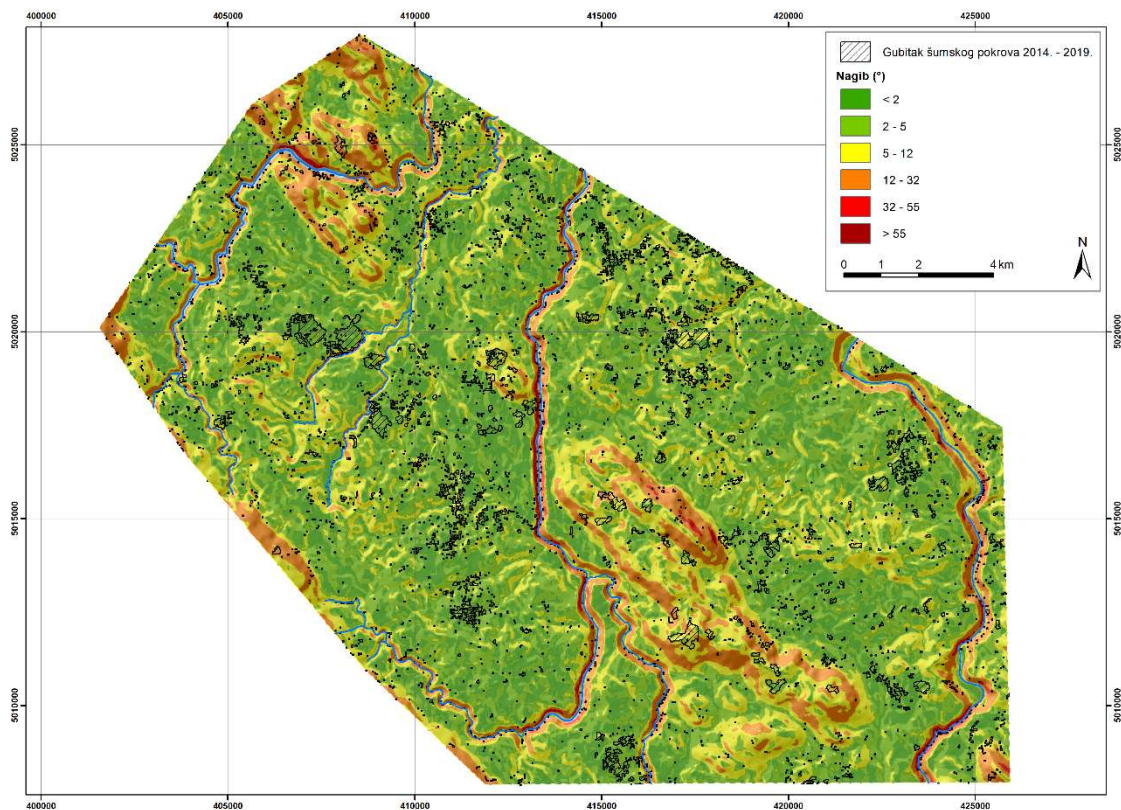 400000 405000 410000 415000 420000 425000
Gubitak šumskog pokrova 2014. - 2019.
Nagib (°)
< 2
2 - 5
5 - 12
12 - 32
32 - 55
> 55
N
0 1 2 4 km
5025000 5025000
5020000 5020000
5015000 5015000
5010000 5010000
400000 405000 410000 415000 420000 425000